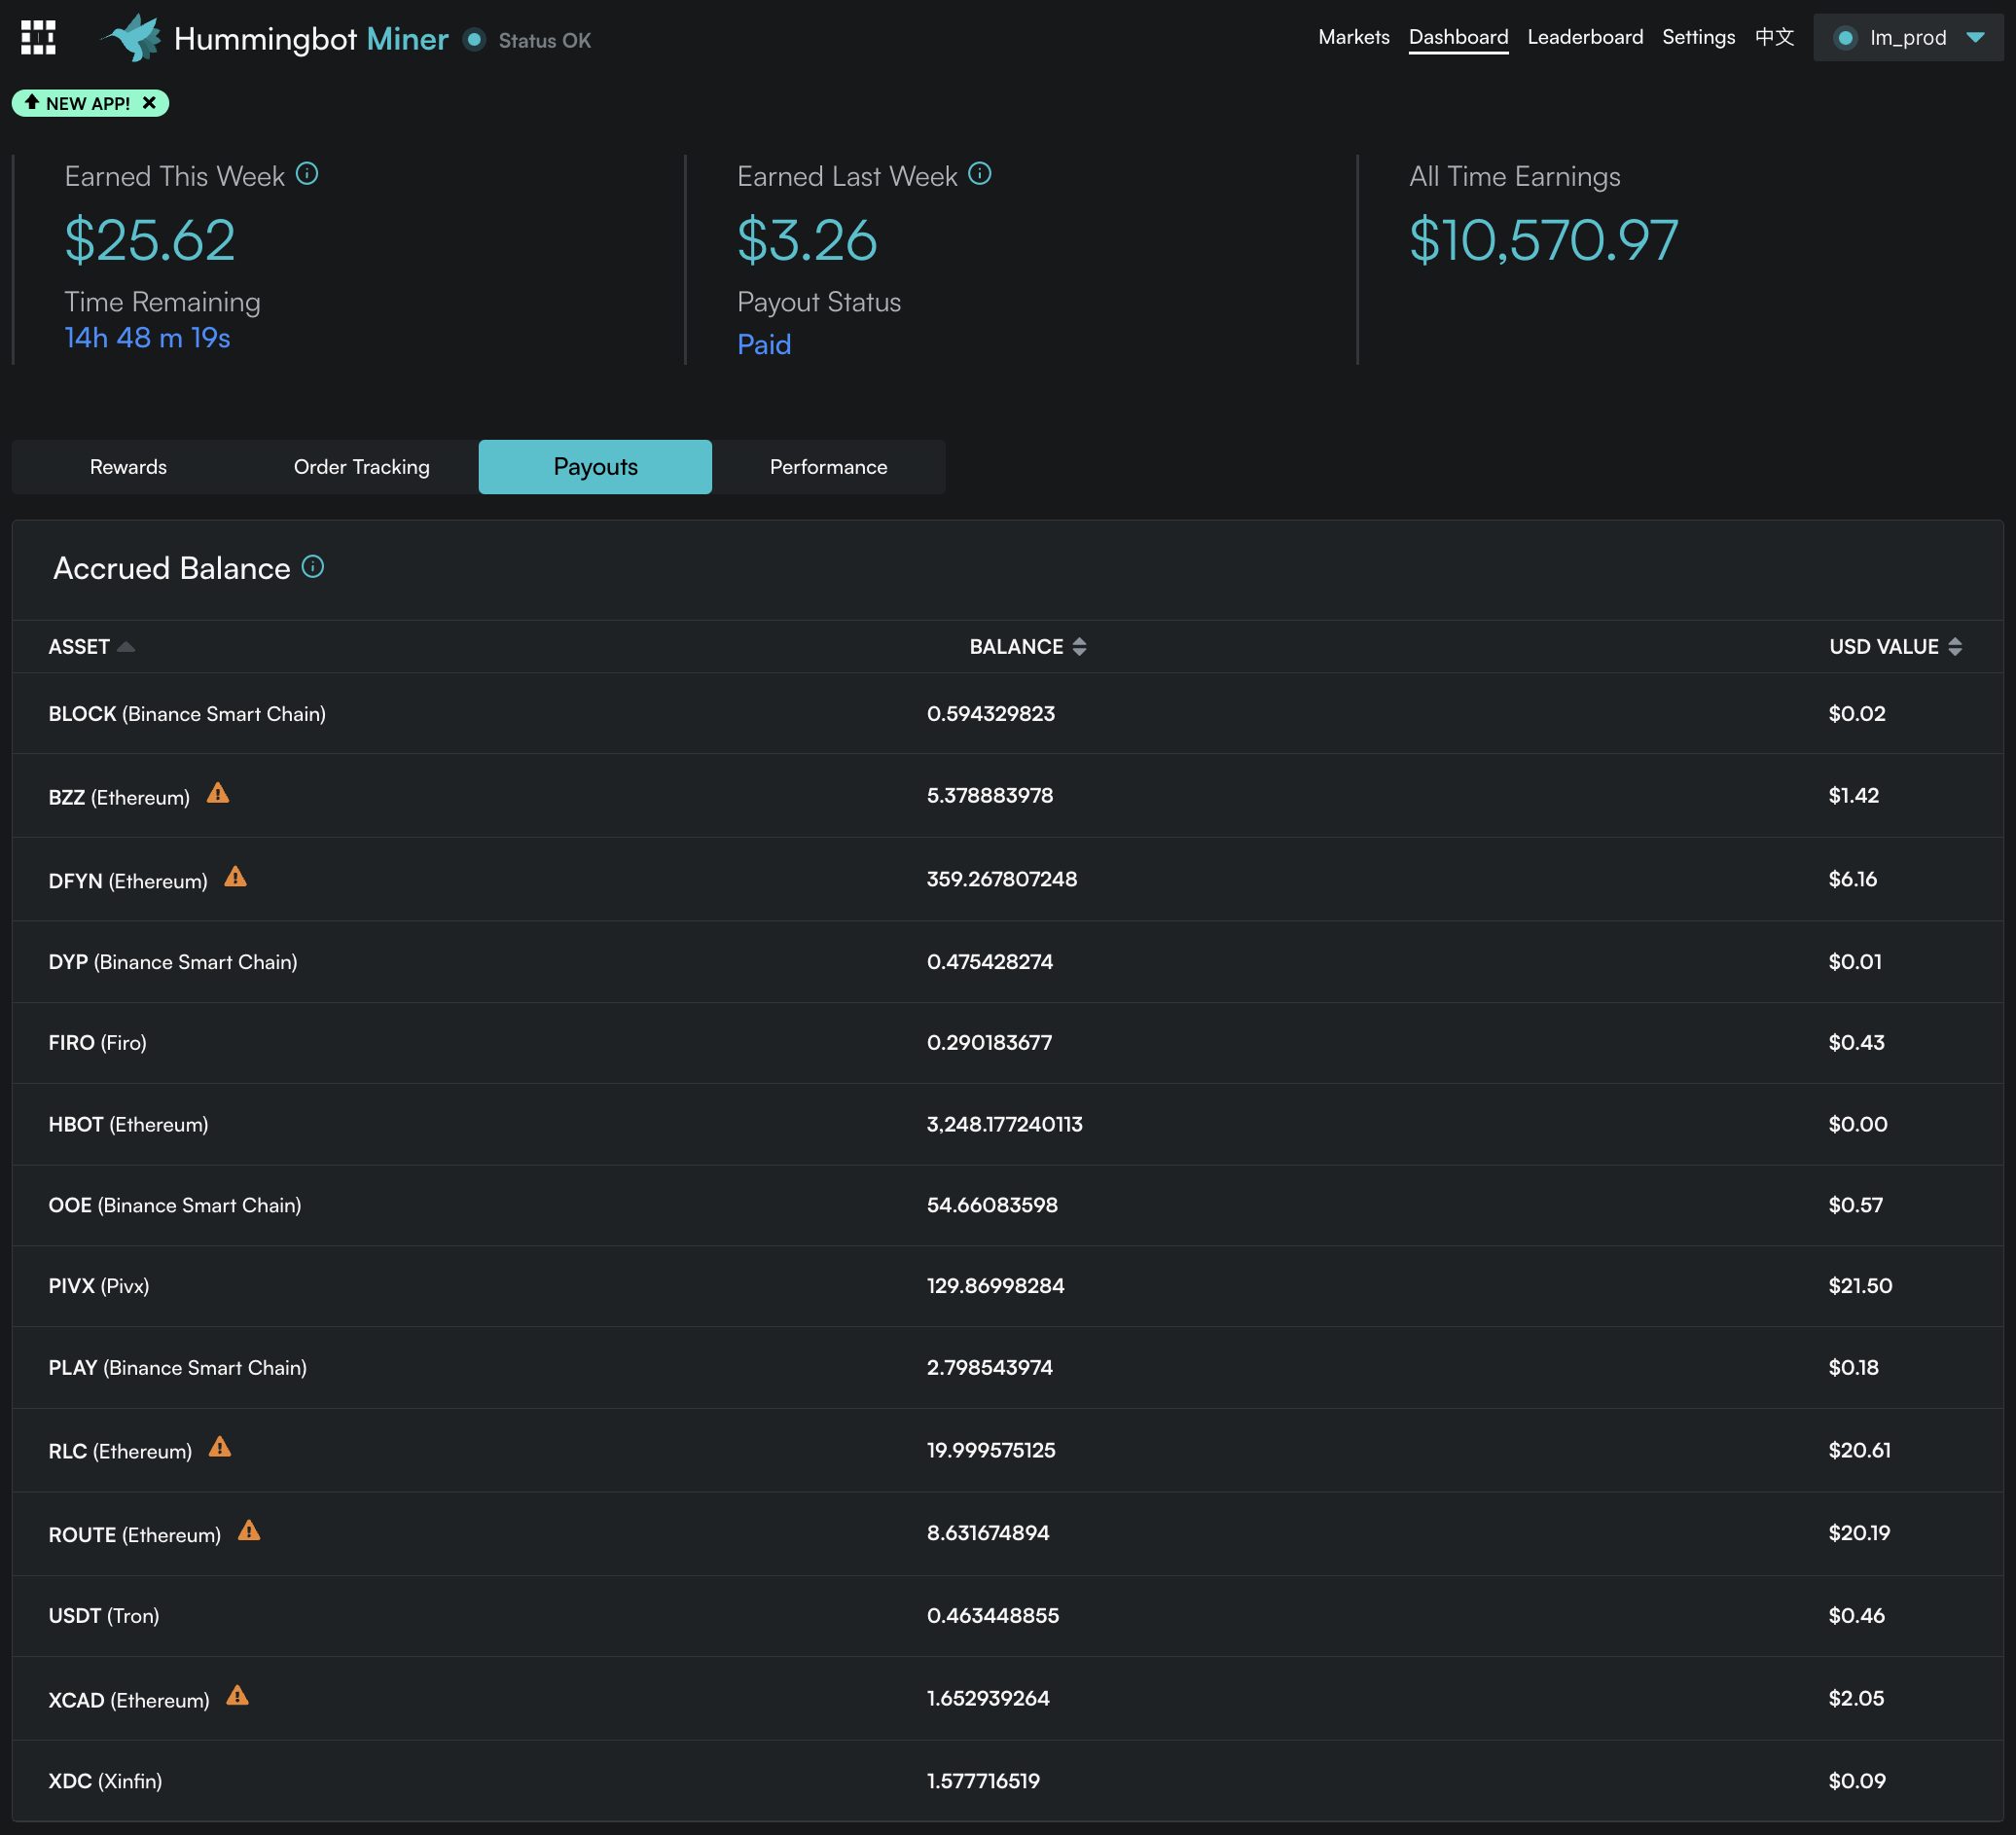 Hummingbot Miner Status OK Markets Dashboard Leaderboard Settings 中文 lm_prod
NEW APP!
Earned This Week Earned Last Week All Time Earnings
$25.62 $3.26 $10,570.97
Time Remaining Payout Status
14h 48 m 19s Paid
Rewards Order Tracking Payouts Performance
Accrued Balance
ASSET BALANCE USD VALUE
BLOCK (Binance Smart Chain) 0.594329823 $0.02
BZZ (Ethereum) 5.378883978 $1.42
DFYN (Ethereum) 359.267807248 $6.16
DYP (Binance Smart Chain) 0.475428274 $0.01
FIRO (Firo) 0.290183677 $0.43
HBOT (Ethereum) 3,248.177240113 $0.00
OOE (Binance Smart Chain) 54.66083598 $0.57
PIVX (Pivx) 129.86998284 $21.50
PLAY (Binance Smart Chain) 2.798543974 $0.18
RLC (Ethereum) 19.999575125 $20.61
ROUTE (Ethereum) 8.631674894 $20.19
USDT (Tron) 0.463448855 $0.46
XCAD (Ethereum) 1.652939264 $2.05
XDC (Xinfin) 1.577716519 $0.09